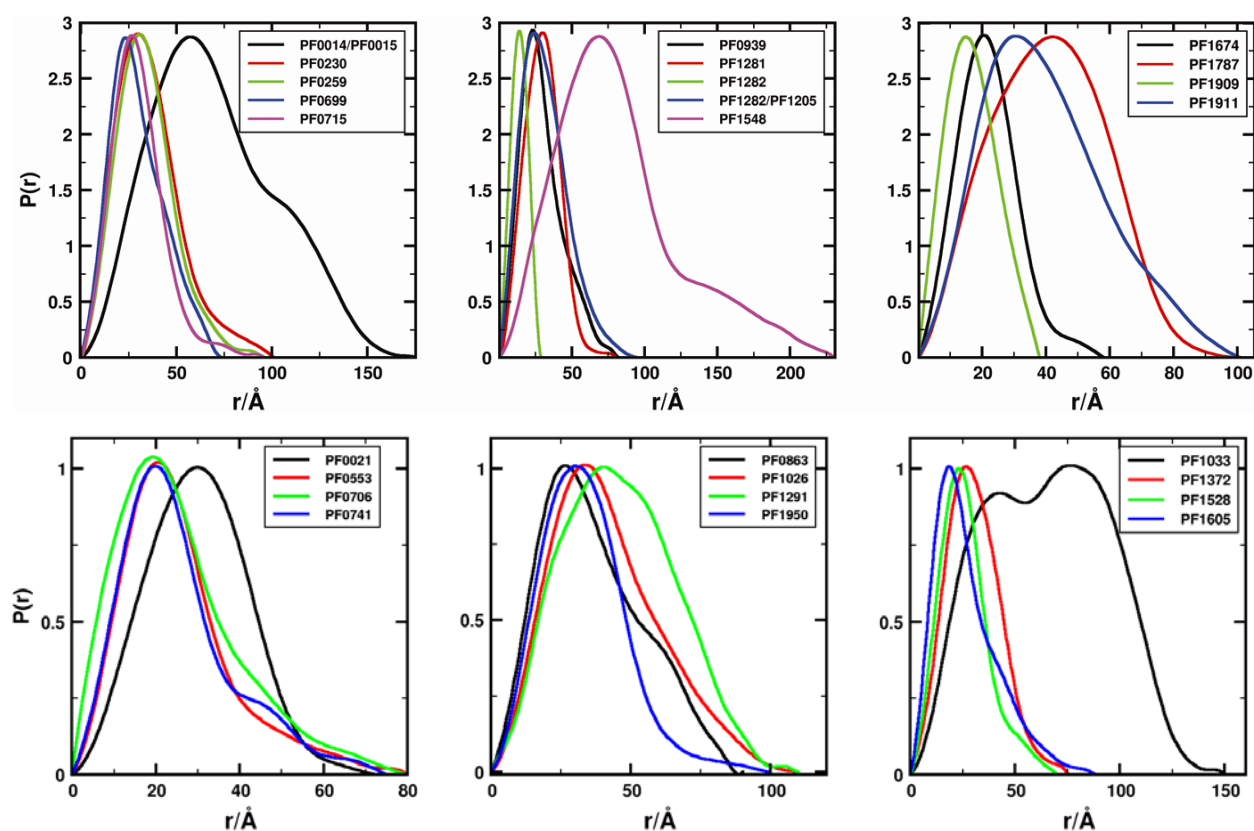 3
2.5
2
1.5
1
0.5
0
P(r)
0 50 100 150
r/Å
PF0014/PF0015
PF0230
PF0259
PF0699
PF0715
3
2.5
2
1.5
1
0.5
0
50 100 150 200
r/Å
PF0939
PF1281
PF1282
PF1282/PF1205
PF1548
3
2.5
2
1.5
1
0.5
0
20 40 60 80 100
r/Å
PF1674
PF1787
PF1909
PF1911
1
0.5
0
P(r)
0 20 40 60 80
r/Å
PF0021
PF0553
PF0706
PF0741
1
0.5
0
0 50 100
r/Å
PF0863
PF1026
PF1291
PF1950
1
0.5
0
0 50 100 150
r/Å
PF1033
PF1372
PF1528
PF1605